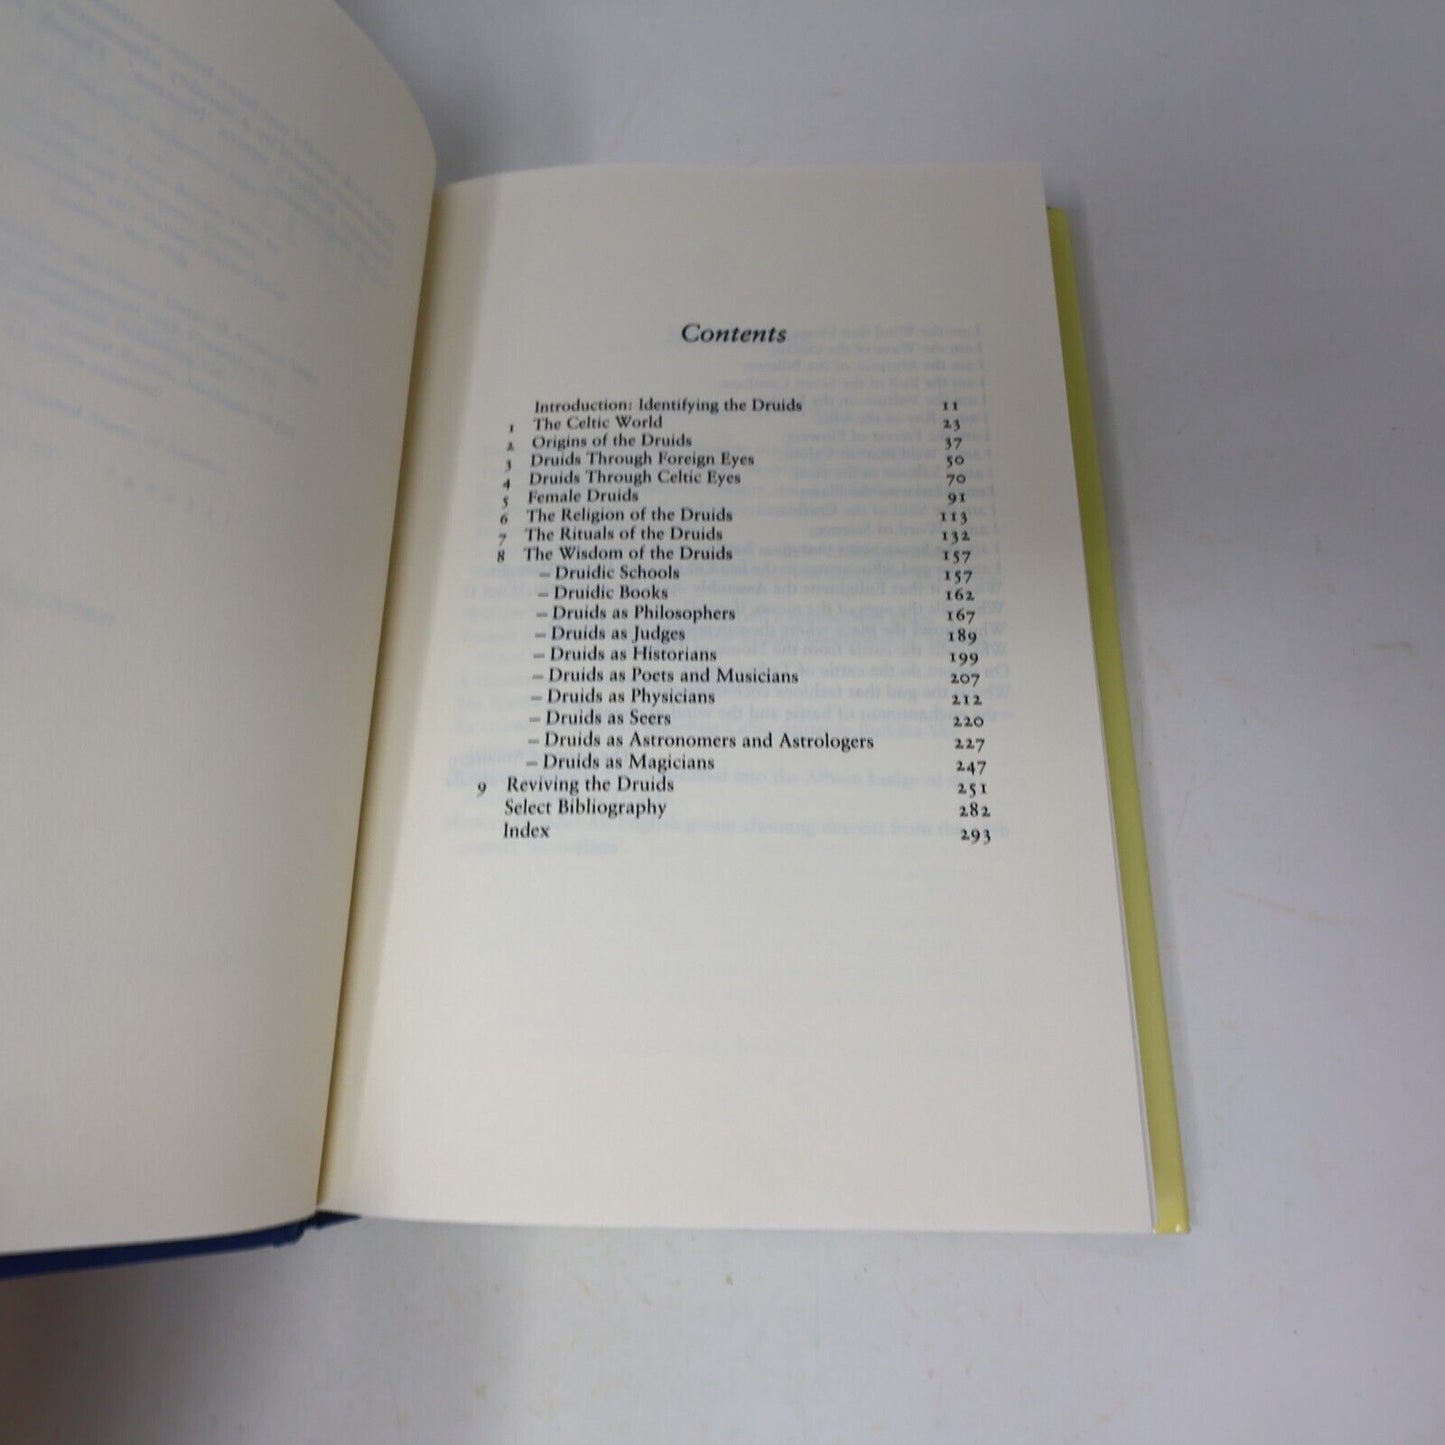 Contents
Introduction: Identifying the Druids 11
1 The Celtic World 23
2 Origins of the Druids 37
3 Druids Through Foreign Eyes 50
4 Druids Through Celtic Eyes 70
5 Female Druids 91
6 The Religion of the Druids 113
7 The Rituals of the Druids 132
8 The Wisdom of the Druids 157
– Druidic Schools 157
– Druidic Books 162
– Druids as Philosophers 167
– Druids as Judges 189
– Druids as Historians 199
– Druids as Poets and Musicians 207
– Druids as Physicians 212
– Druids as Seers 220
– Druids as Astronomers and Astrologers 227
– Druids as Magicians 247
9 Reviving the Druids 251
Select Bibliography 282
Index 293